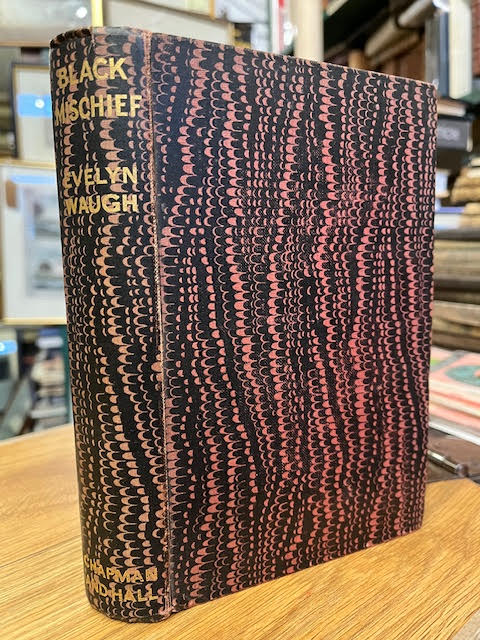 BLACK
MISCHIEF
EVELYN
WAUGH
CHAPMAN
AND HALL